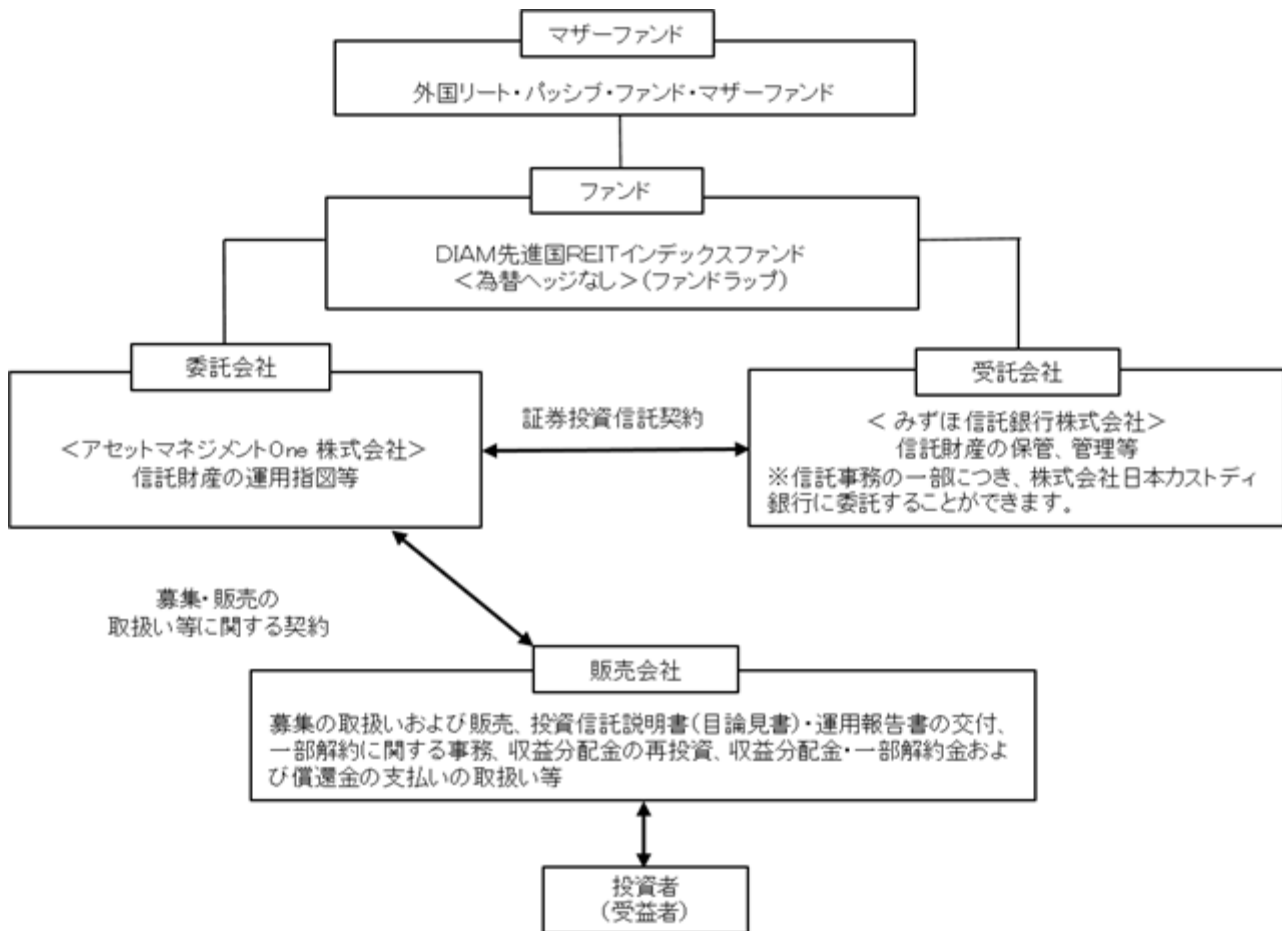 マザーファンド
外国リート・パッシブ・ファンド・マザーファンド
ファンド
DIAM先進国REITインデックスファンド
<為替ヘッジなし>(ファンドラップ)
委託会社
<アセットマネジメントOne 株式会社>
信託財産の運用指図等
証券投資信託契約
受託会社
< みずほ信託銀行株式会社>
信託財産の保管、管理等
※信託事務の一部につき、株式会社日本カストディ
銀行に委託することができます。
募集・販売の
取扱い等に関する契約
販売会社
募集の取扱いおよび販売、投資信託説明書(目論見書)・運用報告書の交付、
一部解約に関する事務、収益分配金の再投資、収益分配金・一部解約金およ
び償還金の支払いの取扱い等
投資者
(受益者)